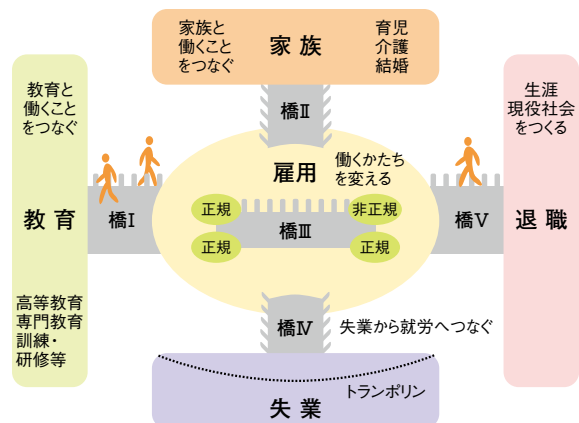 家族と
働くこと
をつなぐ
家族
育児
介護
結婚
教育と
働くこと
をつなぐ
教育
高等教育
専門教育
訓練・
研修等
橋Ⅰ
橋Ⅱ
雇用
働くかたち
を変える
正規
非正規
橋Ⅲ
正規
正規
橋Ⅳ
失業から就労へつなぐ
橋Ⅴ
生涯
現役社会
をつくる
退職
トランポリン
失業